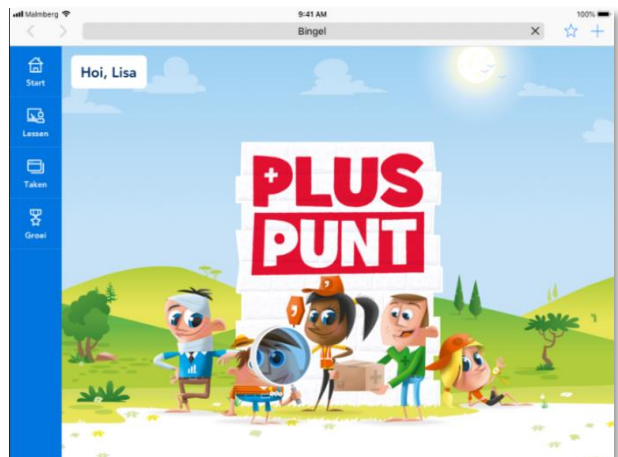 Malmberg 9:41 AM 100%
Bingel
Start
Hoi, Lisa
Lessen
Taken
Groei
PLUS
PUNT